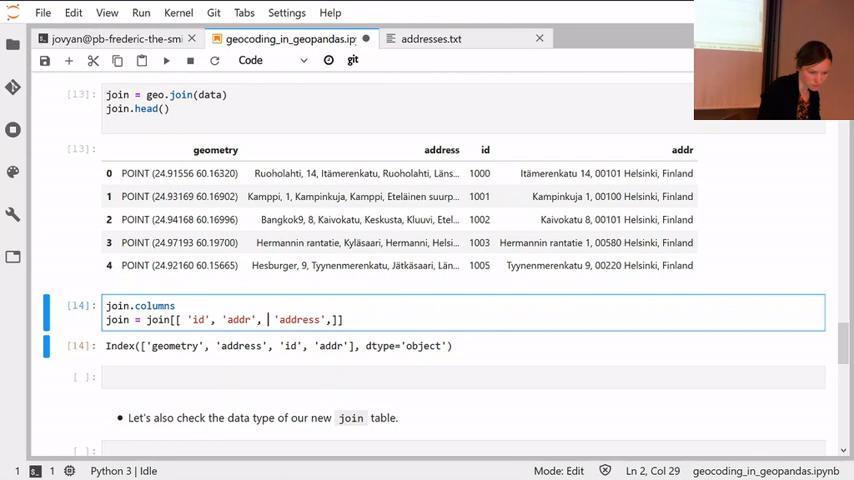 File Edit View Run Kernel Git Tabs Settings Help
jovyan@pb-frederic-the-smi × geocoding_in_geopandas.ipy addresses.txt ×
Code git
[13]: join = geo.join(data)
join.head()
[13]: geometry address id addr
0 POINT (24.91556 60.16320) Ruoholahti, 14, Itämerenkatu, Ruoholahti, Läns... 1000 Itämerenkatu 14, 00101 Helsinki, Finland
1 POINT (24.93169 60.16902) Kamppi, 1, Kampinkuja, Kamppi, Eteläinen suurp... 1001 Kampinkuja 1, 00100 Helsinki, Finland
2 POINT (24.94168 60.16996) Bangkok9, 8, Kaivokatu, Keskusta, Kluuvi, Etel... 1002 Kaivokatu 8, 00101 Helsinki, Finland
3 POINT (24.97193 60.19700) Hermannin rantatie, Kyläsaari, Hermanni, Helsi... 1003 Hermannin rantatie 1, 00580 Helsinki, Finland
4 POINT (24.92160 60.15665) Hesburger, 9, Tyynenmerenkatu, Jätkäsaari, Län... 1005 Tyynenmerenkatu 9, 00220 Helsinki, Finland
[14]: join.columns
join = join[[ 'id', 'addr', 'address',]]
[14]: Index(['geometry', 'address', 'id', 'addr'], dtype='object')
[ ]:
• Let's also check the data type of our new join table.
[ ]:
1 1 Python 3 | Idle Mode: Edit Ln 2, Col 29 geocoding_in_geopandas.ipynb